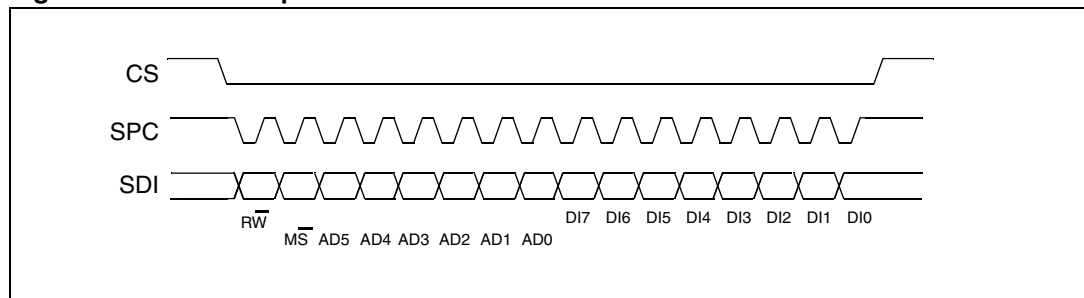 CS
SPC
SDI
RW DI7 DI6 DI5 DI4 DI3 DI2 DI1 DI0
MS AD5 AD4 AD3 AD2 AD1 AD0